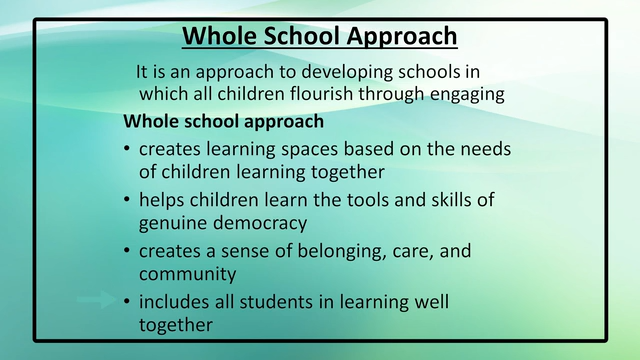 Whole School Approach
It is an approach to developing schools in
which all children flourish through engaging
Whole school approach
• creates learning spaces based on the needs
of children learning together
• helps children learn the tools and skills of
genuine democracy
• creates a sense of belonging, care, and
community
• includes all students in learning well
together